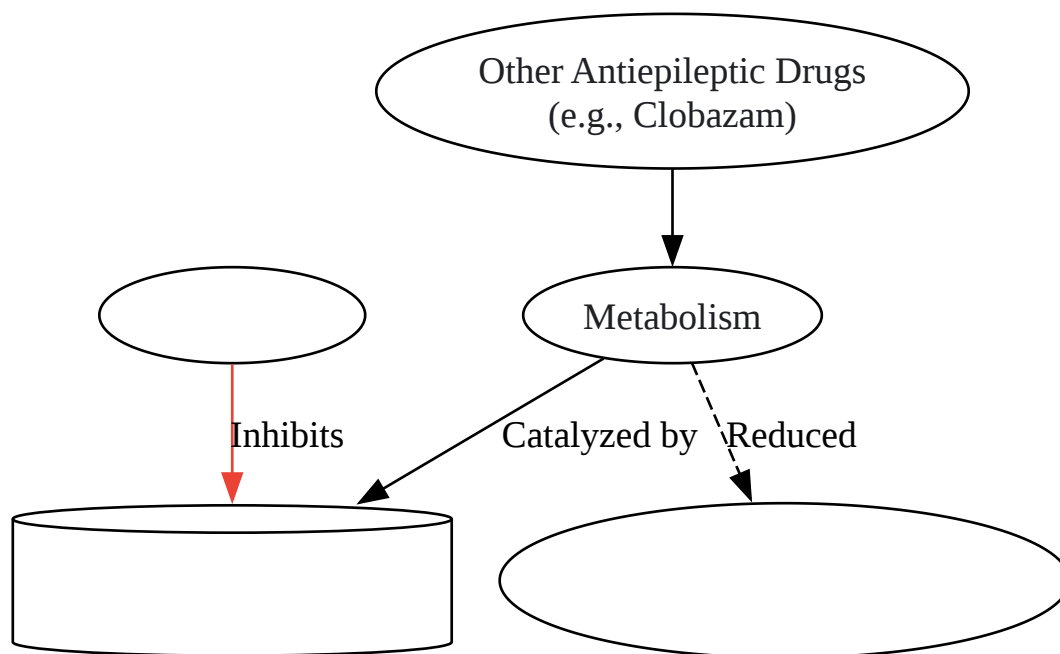 Other Antiepileptic Drugs
(e.g., Clobazam)
Metabolism
Inhibits
Catalyzed by
Reduced